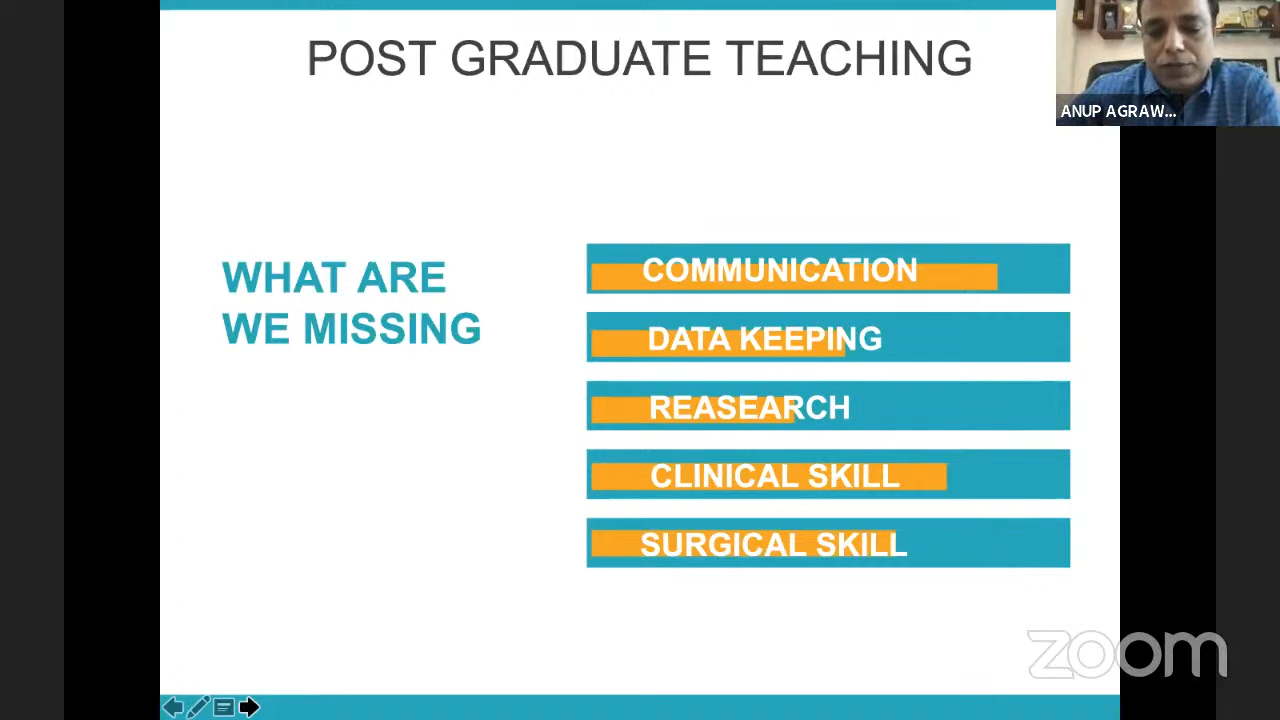 POST GRADUATE TEACHING
ANUP AGRAW...
WHAT ARE
WE MISSING
COMMUNICATION
DATA KEEPING
REASEARCH
CLINICAL SKILL
SURGICAL SKILL
zoom